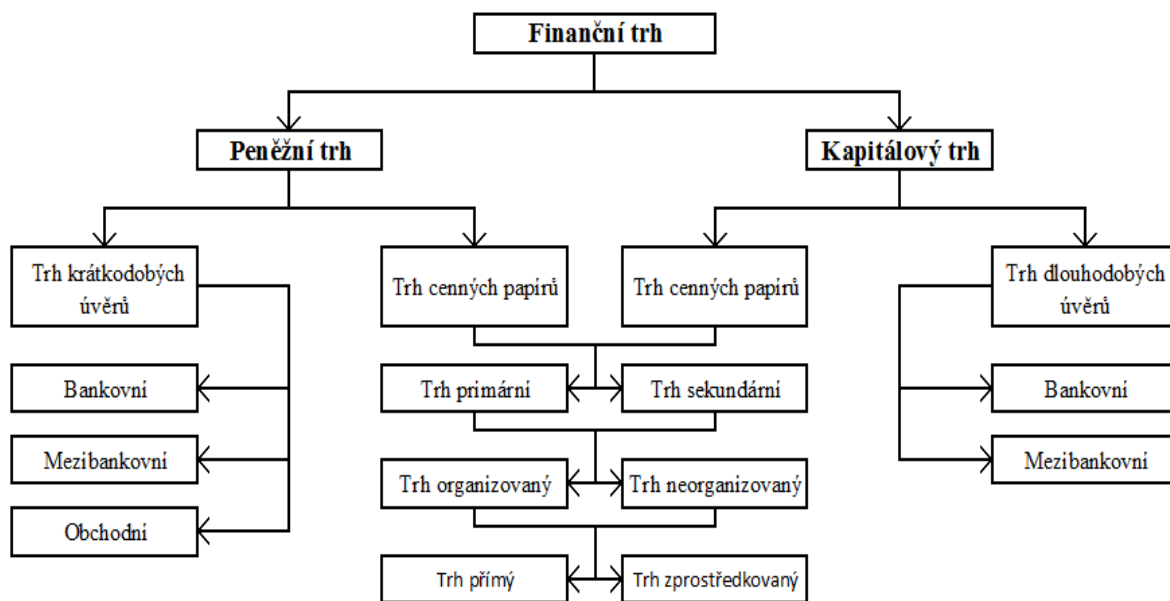 Finanční trh
Peněžní trh
Kapitálový trh
Trh krátkodobých
úvěrů
Trh cenných papírů
Trh cenných papírů
Trh dlouhodobých
úvěrů
Bankovní
Trh primární
Trh sekundární
Bankovní
Mezibankovní
Trh organizovaný
Trh neorganizovaný
Mezibankovní
Obchodní
Trh přímý
Trh zprostředkovaný